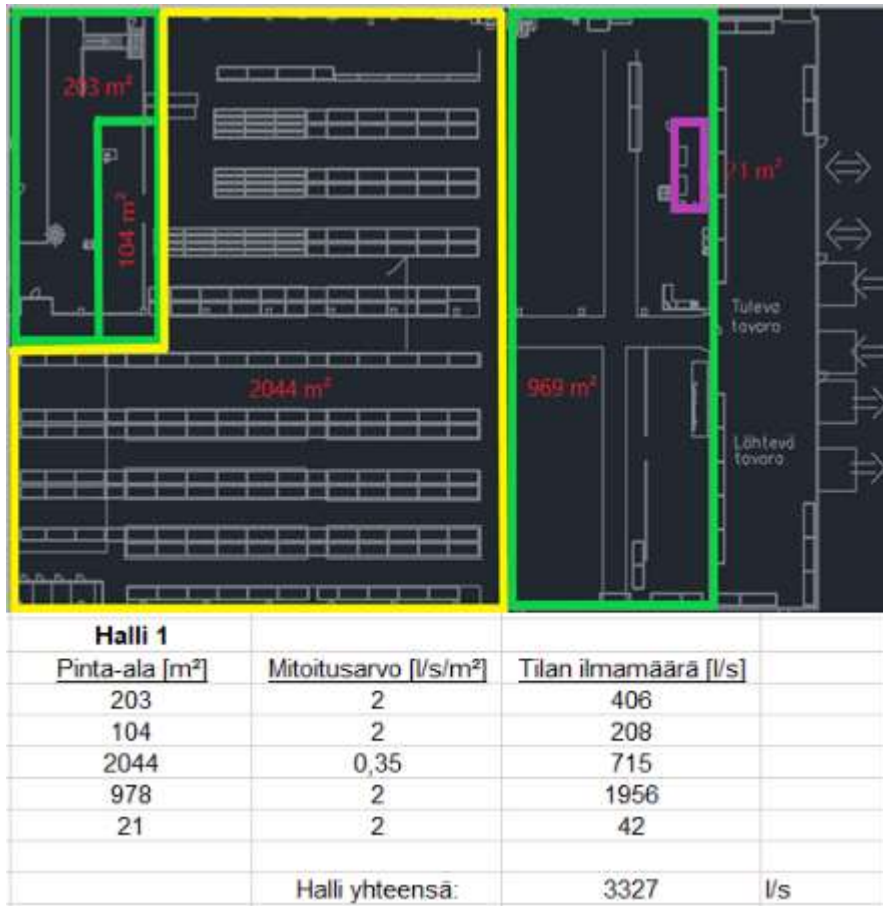 203 m²
104 m²
21 m²
2044 m²
969 m²
Tuleva
tavara
Lähtevä
tavara
Halli 1
Pinta-ala [m²] Mitoitusarvo [l/s/m²] Tilan ilmamäärä [l/s]
203 2 406
104 2 208
2044 0,35 715
978 2 1956
21 2 42
Halli yhteensä: 3327 l/s